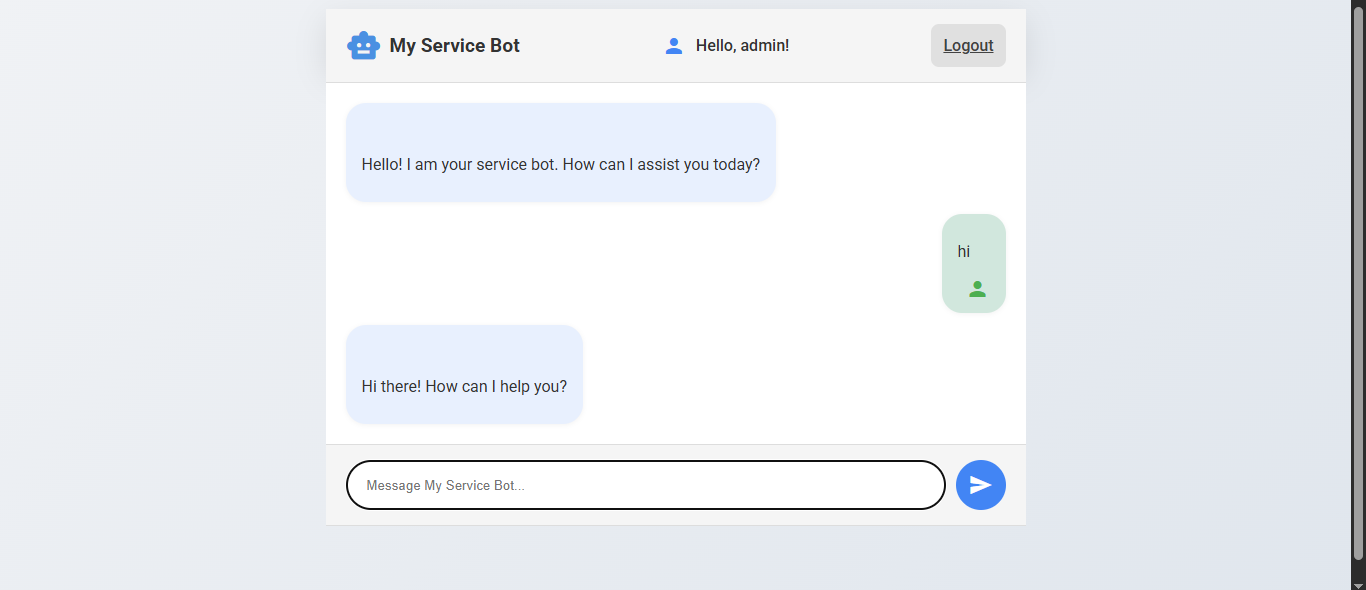 My Service Bot
Hello, admin!
Logout
Hello! I am your service bot. How can I assist you today?
hi
Hi there! How can I help you?
Message My Service Bot...